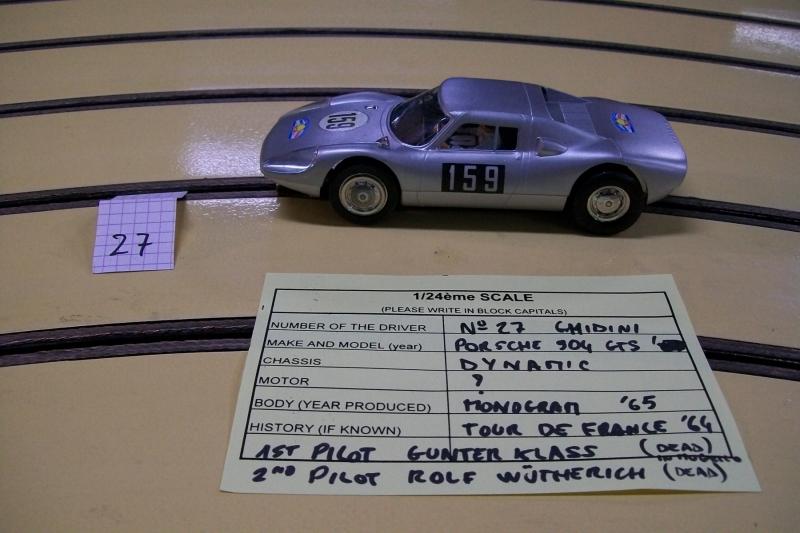 159
159
27
1/24ème SCALE
(PLEASE WRITE IN BLOCK CAPITALS)
NUMBER OF THE DRIVER Nº 27 GHIDINI
MAKE AND MODEL (year) PORSCHE 904 GTS
CHASSIS DYNAMIC
MOTOR ?
BODY (YEAR PRODUCED) MONOGRAM '65
HISTORY (IF KNOWN) TOUR DE FRANCE '64
1ST PILOT GUNTER KLASS (DEAD)
2ND PILOT ROLF WÜTHERICH (DEAD)